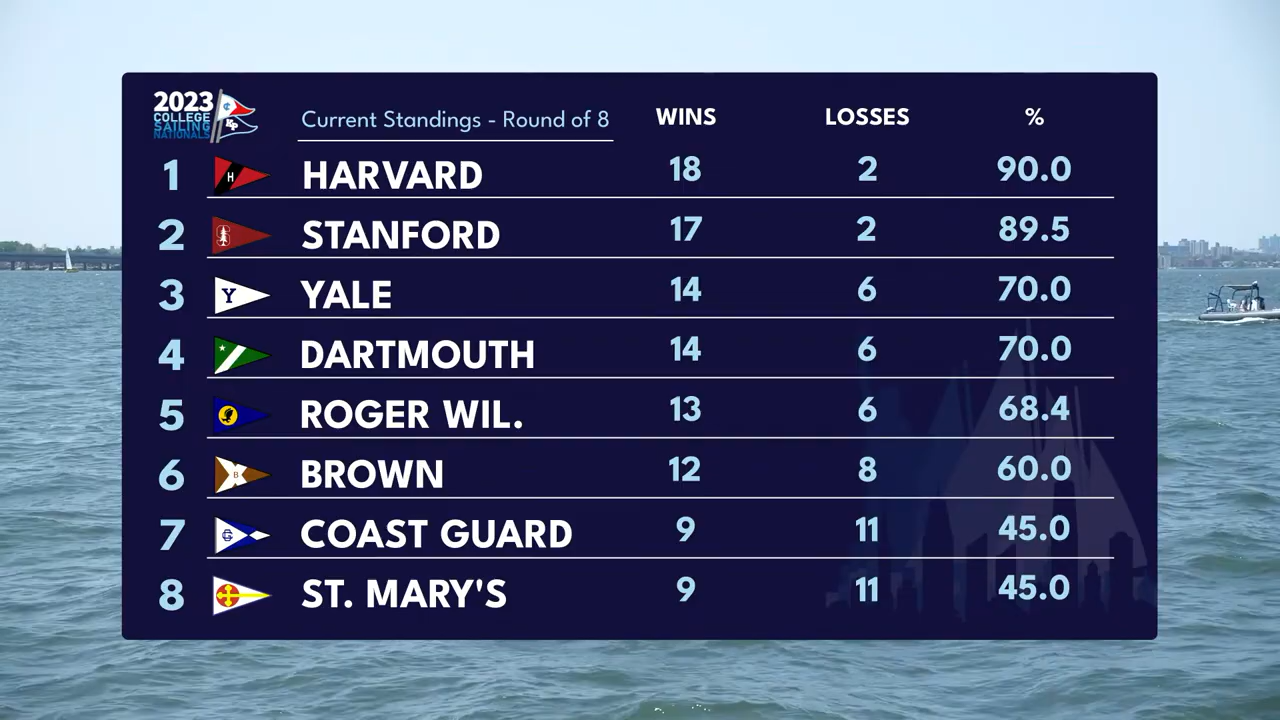 2023
COLLEGE
SAILING
NATIONALS
Current Standings - Round of 8 WINS LOSSES %
1 H HARVARD 18 2 90.0
2 S STANFORD 17 2 89.5
3 Y YALE 14 6 70.0
4 DARTMOUTH 14 6 70.0
5 ROGER WIL. 13 6 68.4
6 B BROWN 12 8 60.0
7 COAST GUARD 9 11 45.0
8 ST. MARY'S 9 11 45.0